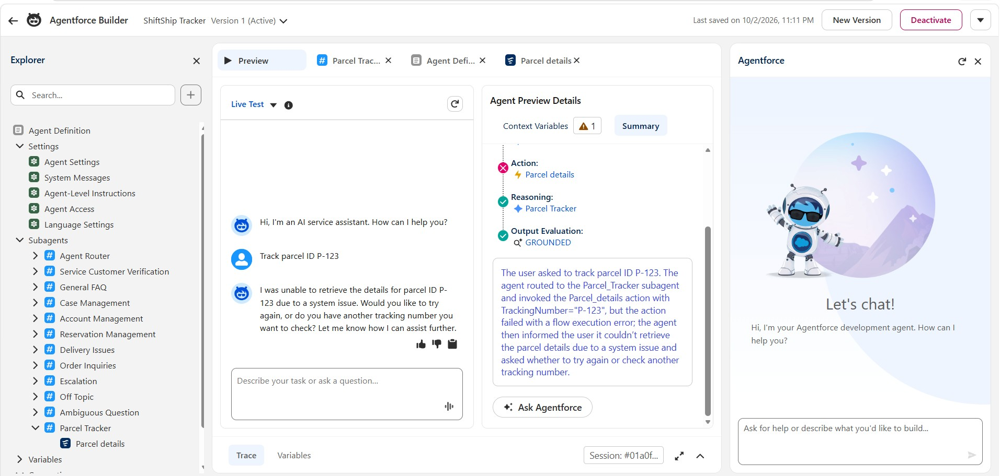 Agentforce Builder
ShiftShip Tracker Version 1 (Active)
Last saved on 10/2/2026, 11:11 PM
New Version
Deactivate
Explorer
Search...
Agent Definition
Settings
Agent Settings
System Messages
Agent-Level Instructions
Agent Access
Language Settings
Subagents
Agent Router
Service Customer Verification
General FAQ
Case Management
Account Management
Reservation Management
Delivery Issues
Order Inquiries
Escalation
Off Topic
Ambiguous Question
Parcel Tracker
Parcel details
Variables
Preview
Parcel Trac...
Agent Defi...
Parcel details
Live Test
Hi, I'm an AI service assistant. How can I help you?
Track parcel ID P-123
I was unable to retrieve the details for parcel ID P-
123 due to a system issue. Would you like to try
again, or do you have another tracking number you
want to check? Let me know how I can assist further.
Describe your task or ask a question...
Agent Preview Details
Context Variables
1
Summary
Action:
Parcel details
Reasoning:
Parcel Tracker
Output Evaluation:
GROUNDED
The user asked to track parcel ID P-123. The
agent routed to the Parcel_Tracker subagent
and invoked the Parcel_details action with
TrackingNumber="P-123", but the action
failed with a flow execution error; the agent
then informed the user it couldn’t retrieve
the parcel details due to a system issue and
asked whether to try again or check another
tracking number.
Ask Agentforce
Trace
Variables
Session: #01a0f...
Agentforce
Let's chat!
Hi, I'm your Agentforce development agent. How can I
help you?
Ask for help or describe what you'd like to build...